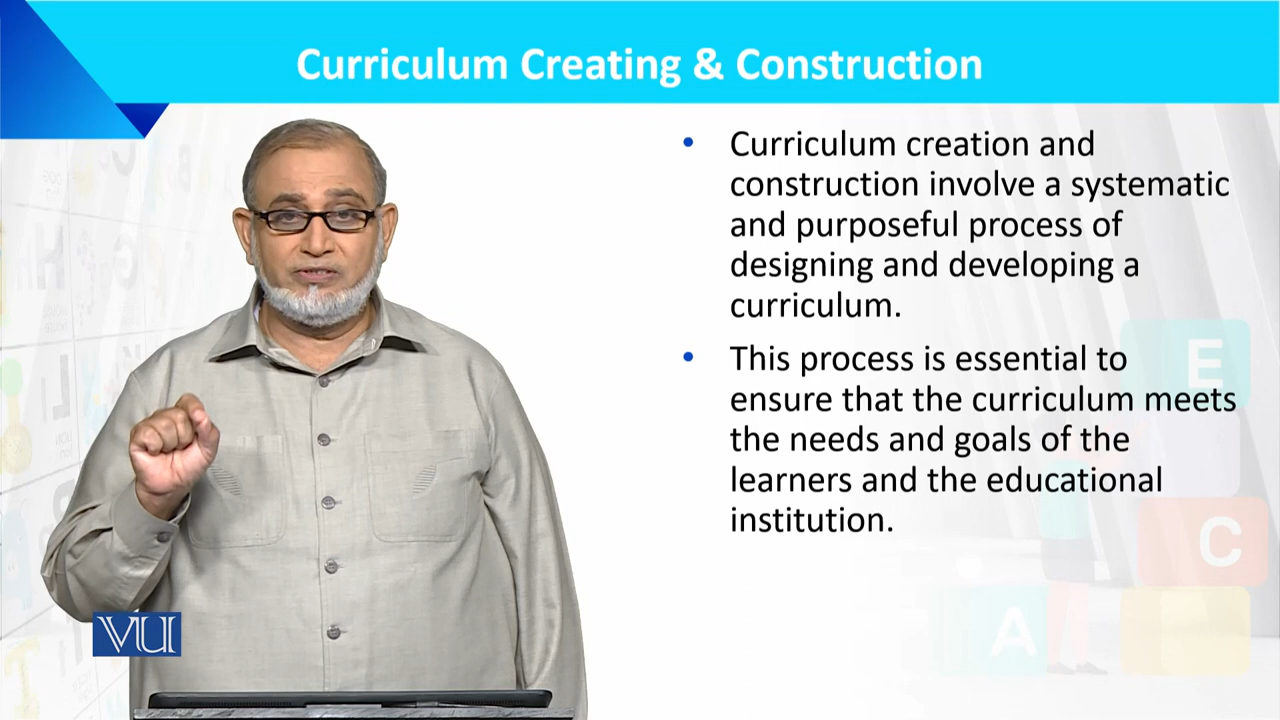 Curriculum Creating & Construction
• Curriculum creation and
construction involve a systematic
and purposeful process of
designing and developing a
curriculum.
• This process is essential to
ensure that the curriculum meets
the needs and goals of the
learners and the educational
institution.
E
C
A
VU